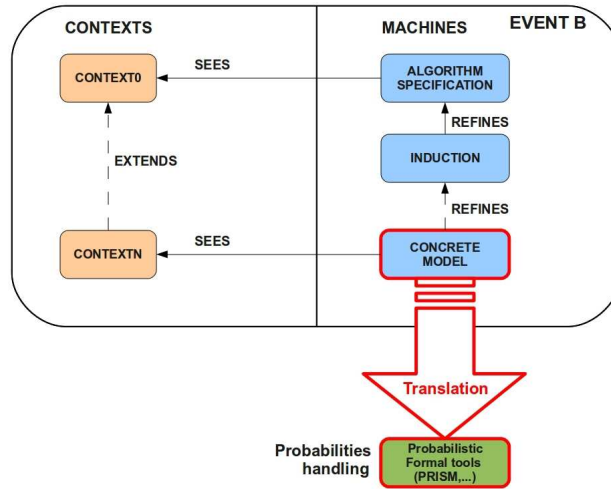 CONTEXTS
MACHINES
EVENT B
CONTEXT0
SEES
ALGORITHM
SPECIFICATION
REFINES
EXTENDS
INDUCTION
REFINES
CONTEXTN
SEES
CONCRETE
MODEL
Translation
Probabilities
handling
Probabilistic
Formal tools
(PRISM,...)